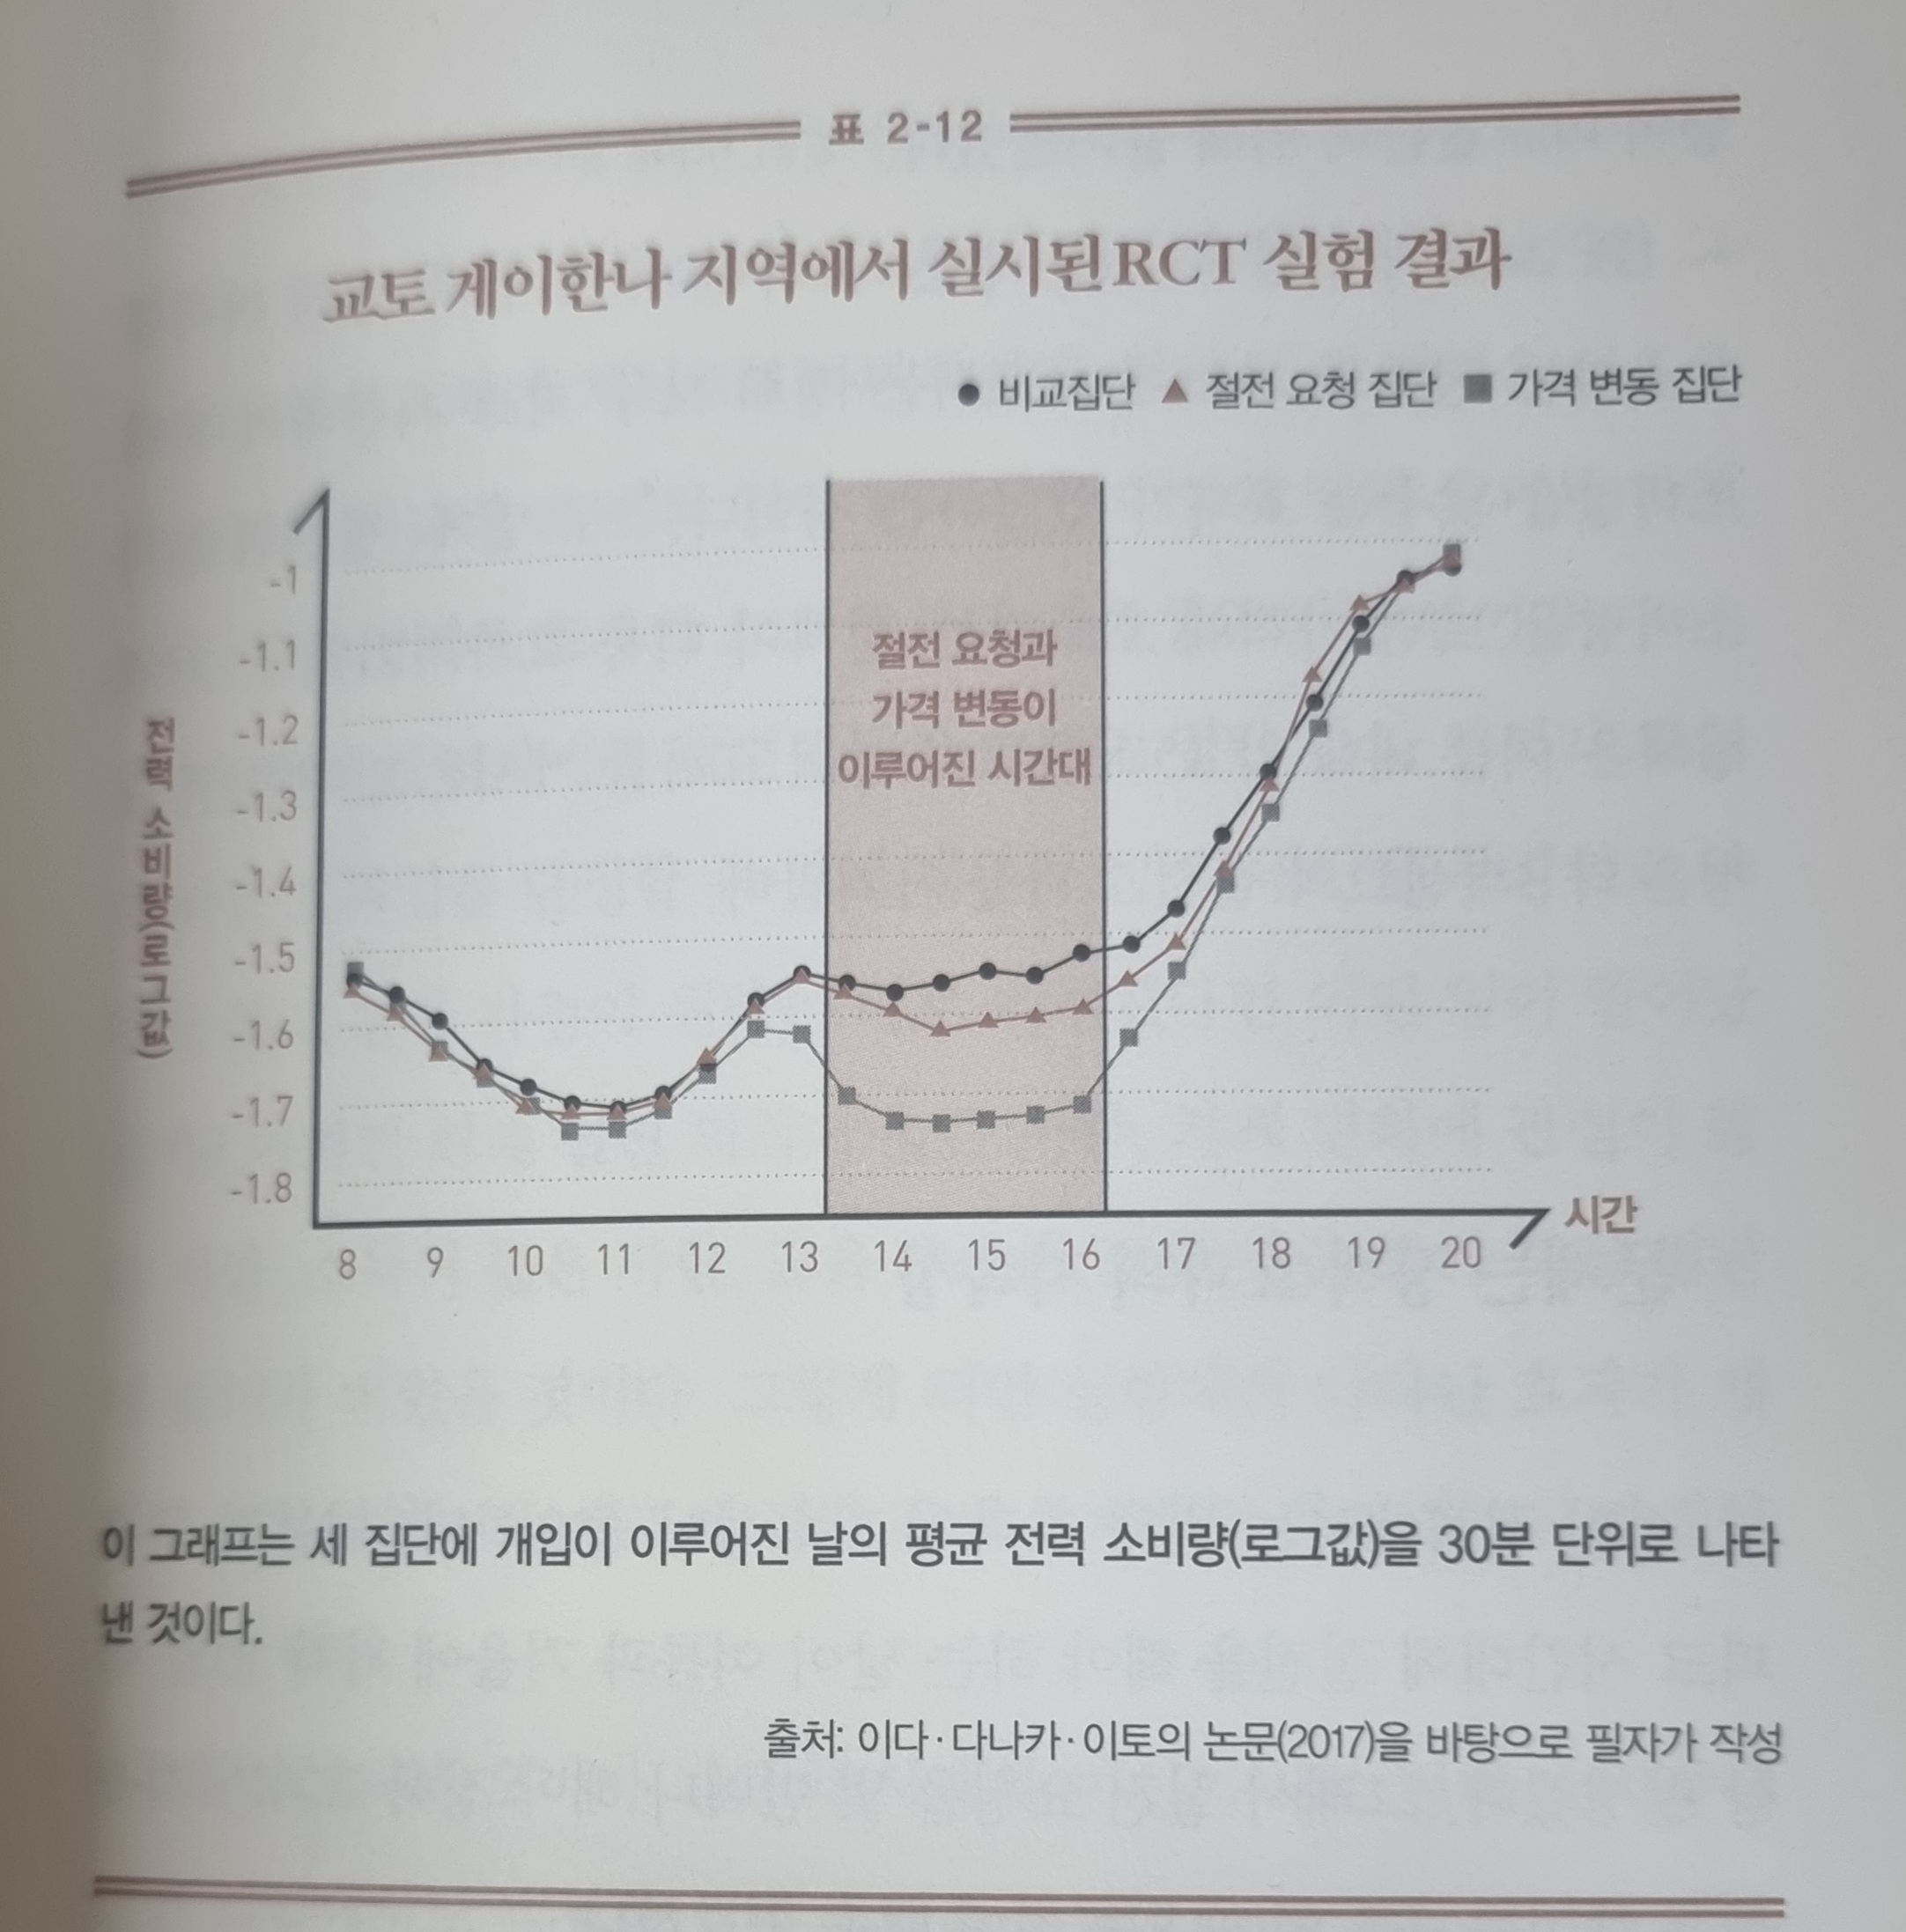 표 2-12
교토 게이한나 지역에서 실시된 RCT 실험 결과
● 비교집단 ▲ 절전 요청 집단 ■ 가격 변동 집단
전력 소비량(로그값)
-1
-1.1
-1.2
-1.3
-1.4
-1.5
-1.6
-1.7
-1.8
절전 요청과
가격 변동이
이루어진 시간대
8 9 10 11 12 13 14 15 16 17 18 19 20
시간
이 그래프는 세 집단에 개입이 이루어진 날의 평균 전력 소비량(로그값)을 30분 단위로 나타
낸 것이다.
출처: 이다·다나카·이토의 논문(2017)을 바탕으로 필자가 작성